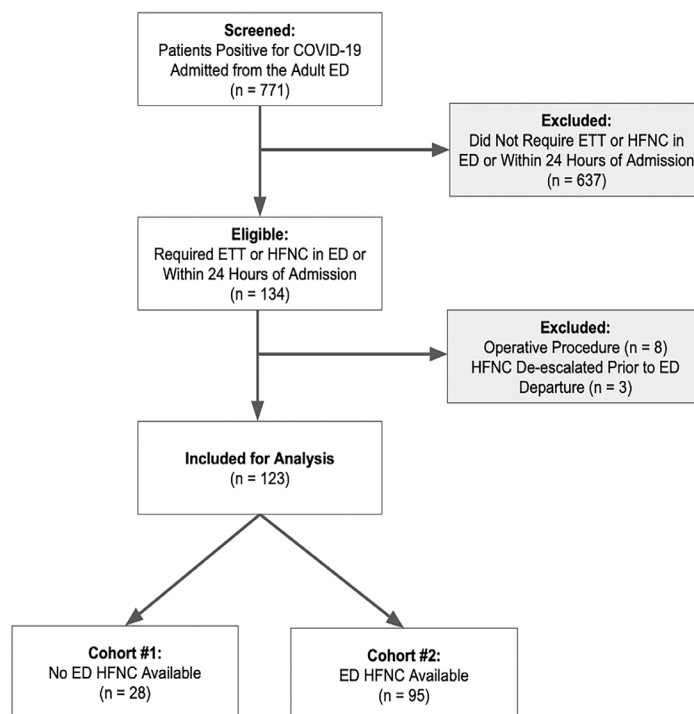 Screened:
Patients Positive for COVID-19
Admitted from the Adult ED
(n = 771)
Excluded:
Did Not Require ETT or HFNC in
ED or Within 24 Hours of Admission
(n = 637)
Eligible:
Required ETT or HFNC in ED or
Within 24 Hours of Admission
(n = 134)
Excluded:
Operative Procedure (n = 8)
HFNC De-escalated Prior to ED
Departure (n = 3)
Included for Analysis
(n = 123)
Cohort #1:
No ED HFNC Available
(n = 28)
Cohort #2:
ED HFNC Available
(n = 95)